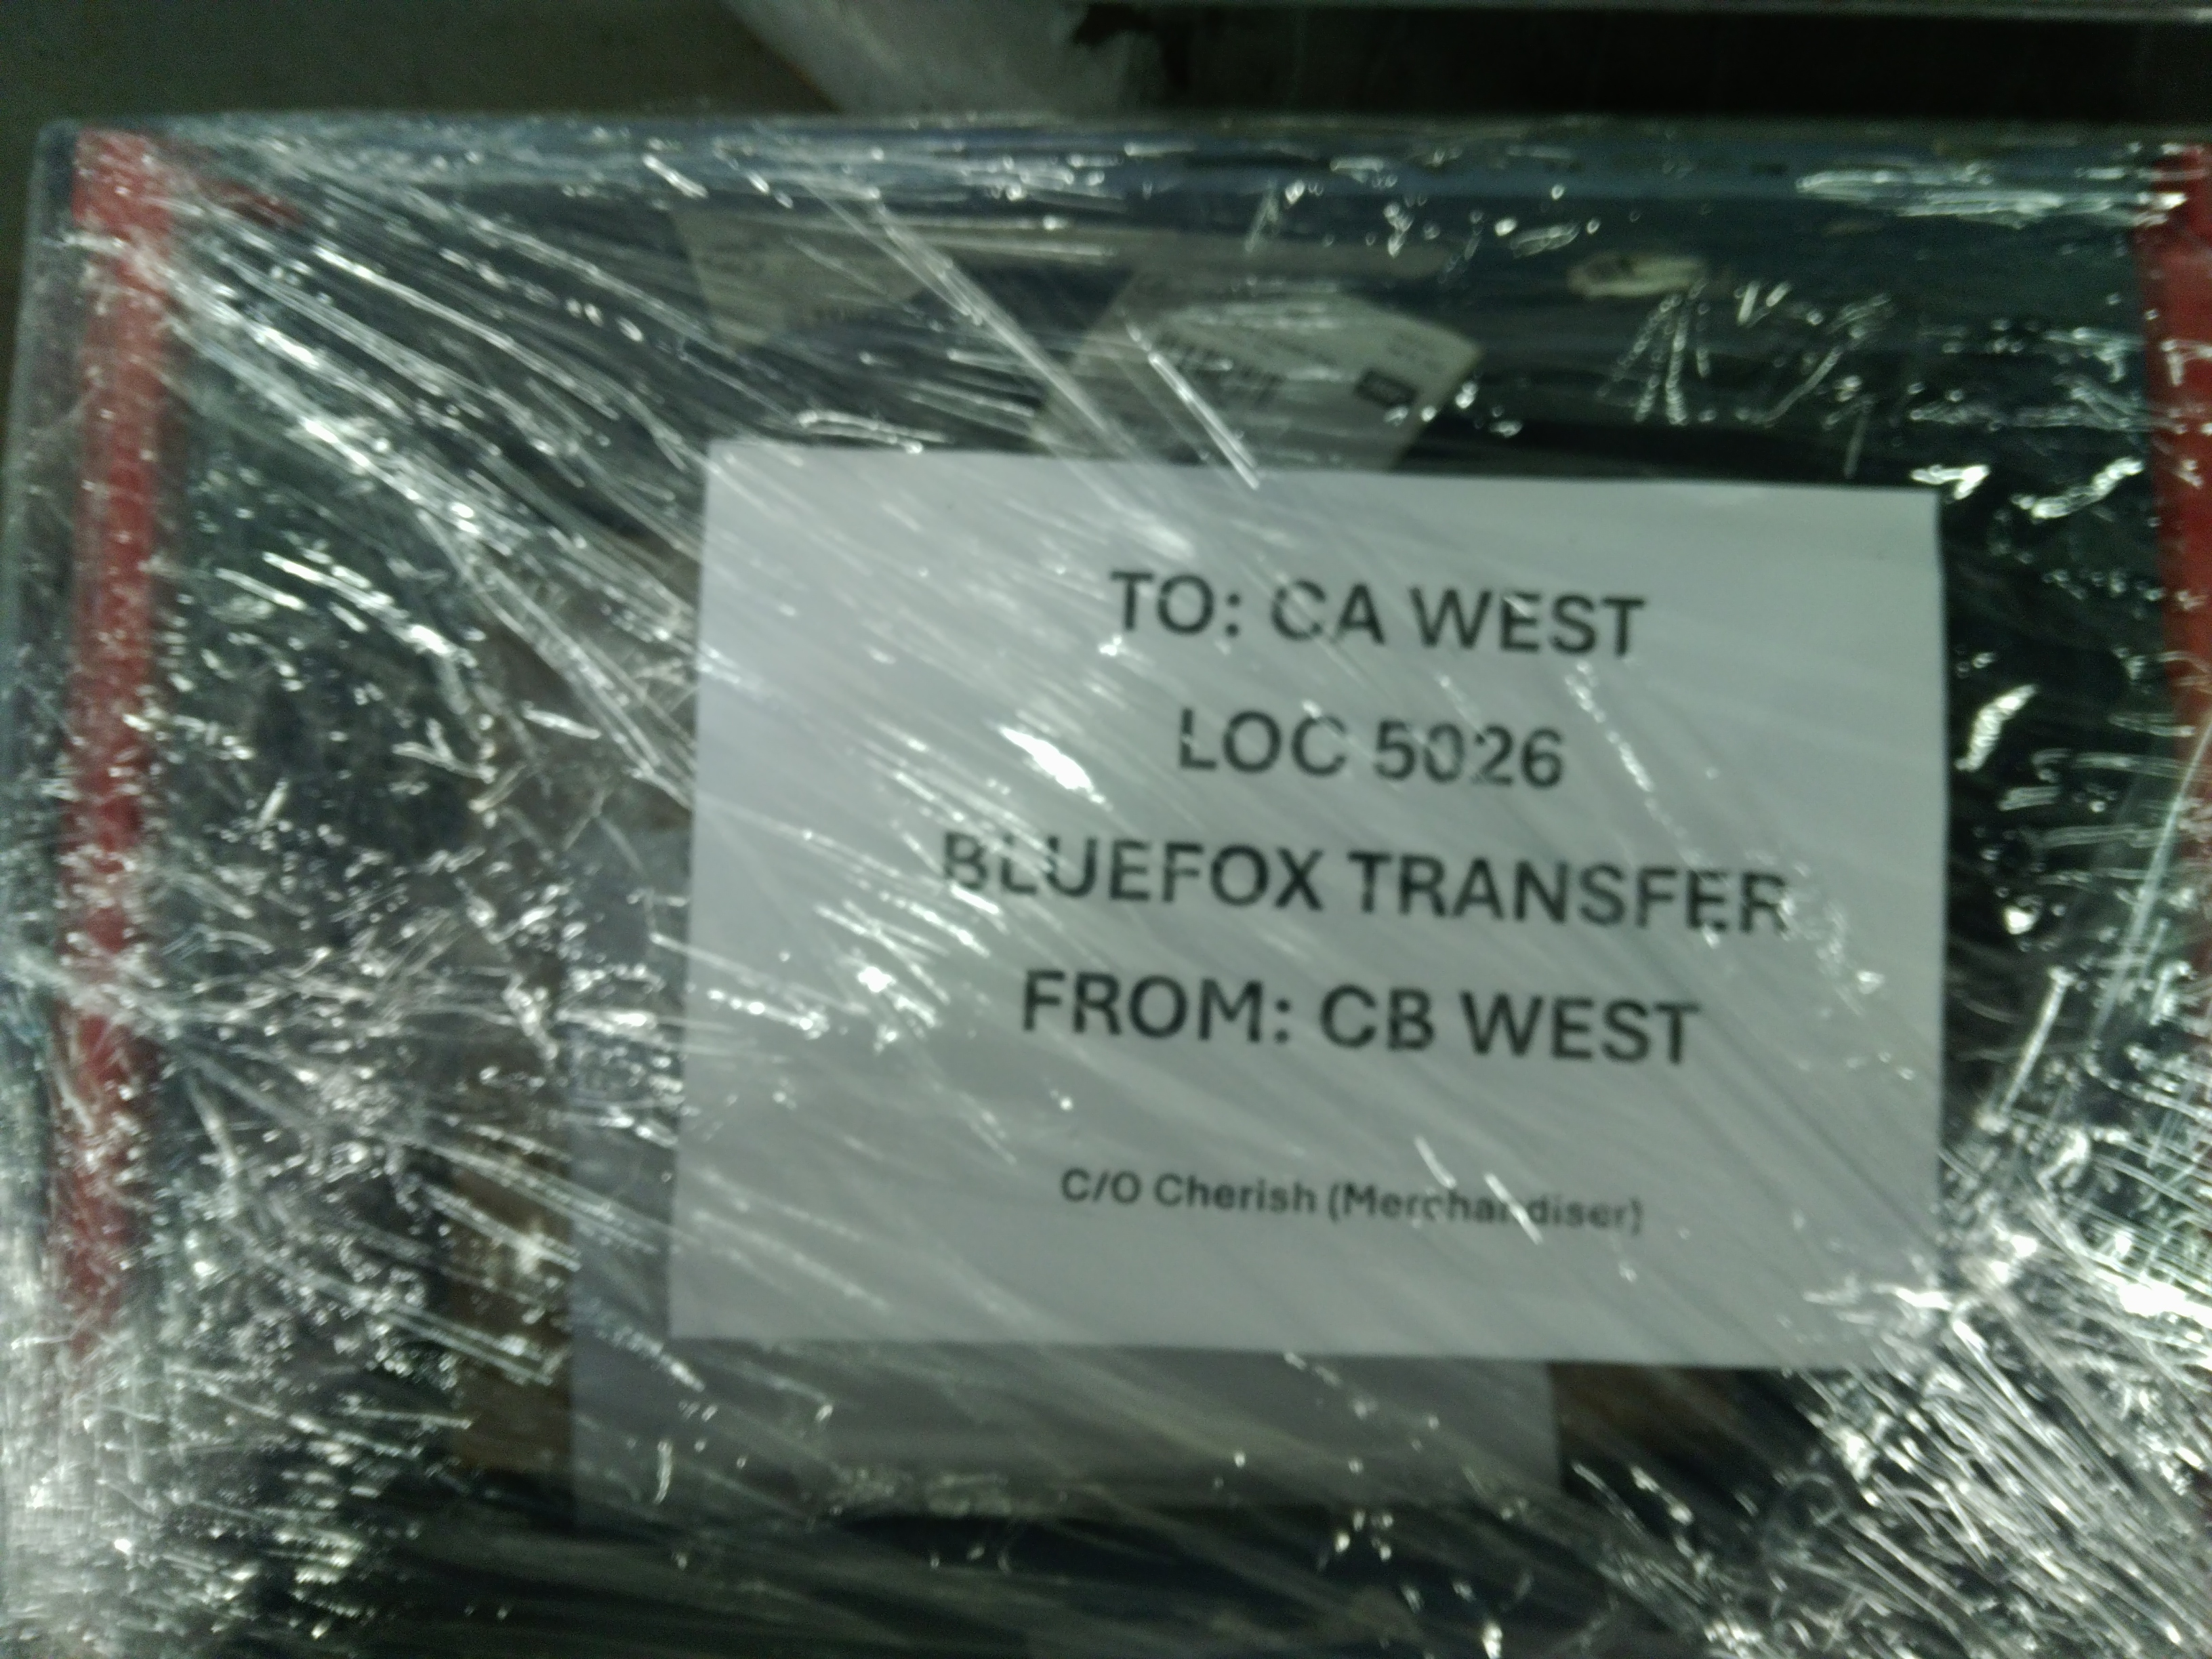 TO: CA WEST
LOC 5026
BLUEFOX TRANSFER
FROM: CB WEST
C/O Cherish (Merchandiser)